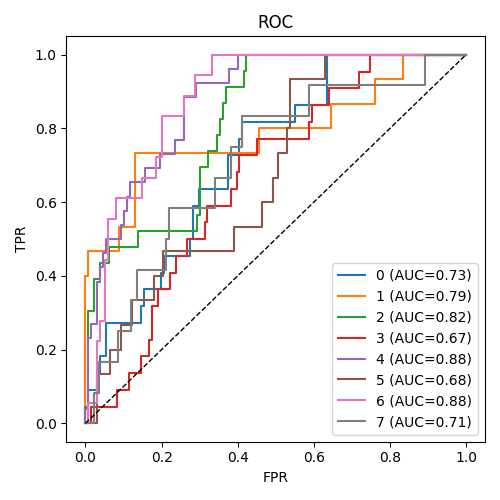 ROC
1.0
0.8
0.6
0.4
0.2
0.0
TPR
0 (AUC=0.73)
1 (AUC=0.79)
2 (AUC=0.82)
3 (AUC=0.67)
4 (AUC=0.88)
5 (AUC=0.68)
6 (AUC=0.88)
7 (AUC=0.71)
0.0 0.2 0.4 0.6 0.8 1.0
FPR